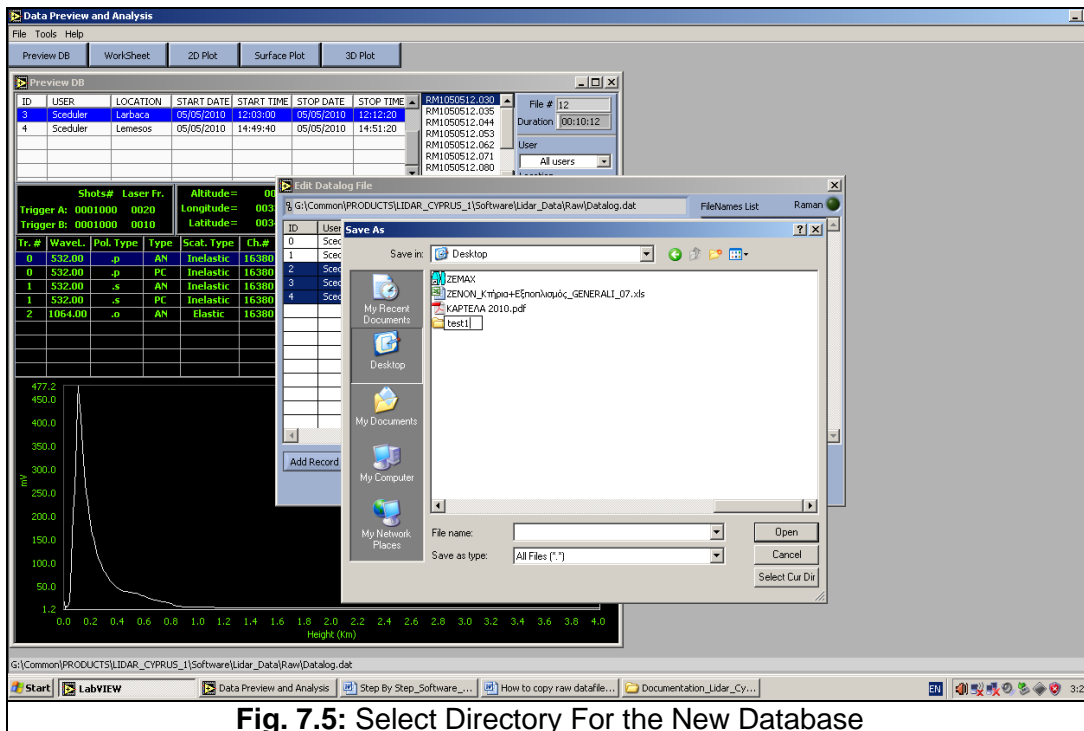 Data Preview and Analysis
File Tools Help
Preview DB WorkSheet 2D Plot Surface Plot 3D Plot
Preview DB
ID USER LOCATION START DATE START TIME STOP DATE STOP TIME
3 Sceduler Larbaca 05/05/2010 12:03:00 05/05/2010 12:12:20
4 Sceduler Lemesos 05/05/2010 14:49:40 05/05/2010 14:51:20
RM1050512.030
RM1050512.035
RM1050512.044
RM1050512.053
RM1050512.062
RM1050512.071
RM1050512.080
File # 12
Duration 00:10:12
User
All users
Shots# Laser Fr.
Trigger A: 0001000 0020
Trigger B: 0001000 0010
Altitude= 00
Longitude= 003
Latitude= 003
Tr. # WaveL. Pol. Type Type Scat. Type Ch.#
0 532.00 .p AN Inelastic 16380
0 532.00 .p PC Inelastic 16380
1 532.00 .s AN Inelastic 16380
1 532.00 .s PC Inelastic 16380
2 1064.00 .o AN Elastic 16380
477.2
450.0
400.0
350.0
300.0
250.0
200.0
150.0
100.0
50.0
1.2
mV
0.0 0.2 0.4 0.6 0.8 1.0 1.2 1.4 1.6 1.8 2.0 2.2 2.4 2.6 2.8 3.0 3.2 3.4 3.6 3.8 4.0
Height (Km)
Edit Datalog File
G:\Common\PRODUCTS\LIDAR_CYPRUS_1\Software\Lidar_Data\Raw\Datalog.dat FileNames List Raman
ID User
0 Sced
1 Sced
2 Sced
3 Sced
4 Sced
Add Record
Save As
Save in: Desktop
My Recent Documents
Desktop
My Documents
My Computer
My Network Places
ZEMAX
ZENON_Κτήρια+Εξοπλισμός_GENERALI_07.xls
ΚΑΡΤΕΛΑ 2010.pdf
test1
File name: Open
Save as type: All Files (*.*) Cancel
Select Cur Dir
G:\Common\PRODUCTS\LIDAR_CYPRUS_1\Software\Lidar_Data\Raw\Datalog.dat
Start LabVIEW Data Preview and Analysis Step By Step_Software_... How to copy raw datafile... Documentation_Lidar_Cy... EN 3:2
Fig. 7.5: Select Directory For the New Database